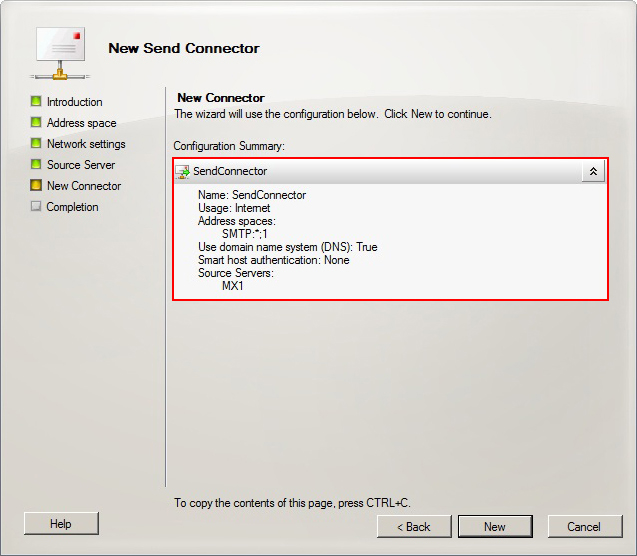 New Send Connector
Introduction
Address space
Network settings
Source Server
New Connector
Completion
New Connector
The wizard will use the configuration below. Click New to continue.
Configuration Summary:
SendConnector
Name: SendConnector
Usage: Internet
Address spaces:
SMTP:*;1
Use domain name system (DNS): True
Smart host authentication: None
Source Servers:
MX1
To copy the contents of this page, press CTRL+C.
Help
< Back
New
Cancel